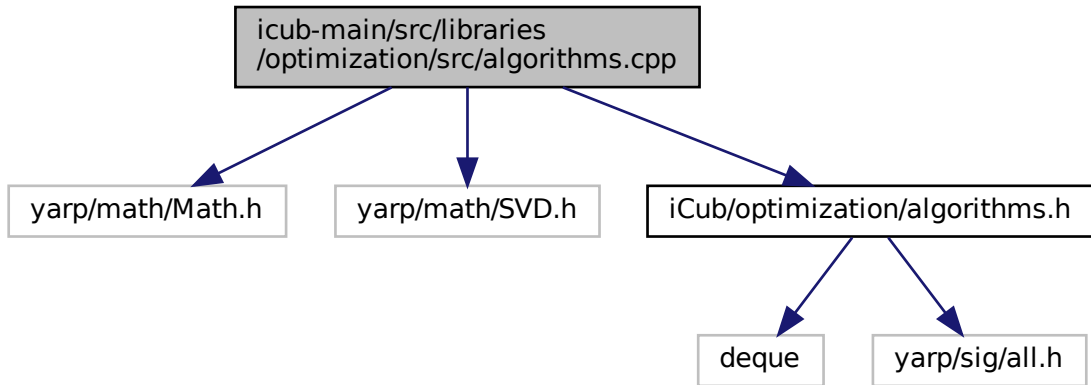 icub-main/src/libraries
/optimization/src/algorithms.cpp
yarp/math/Math.h
yarp/math/SVD.h
iCub/optimization/algorithms.h
deque
yarp/sig/all.h